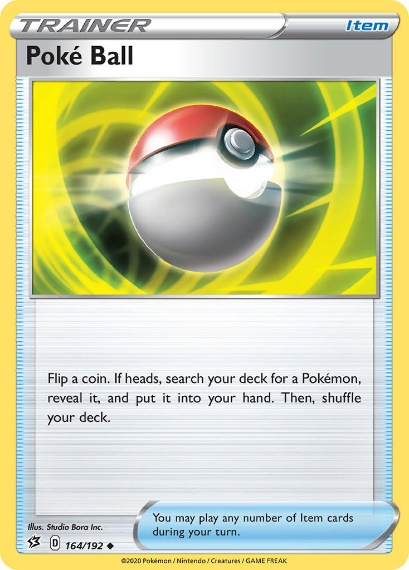 TRAINER Item
Poké Ball
Flip a coin. If heads, search your deck for a Pokémon,
reveal it, and put it into your hand. Then, shuffle
your deck.
Illus. Studio Bora Inc.
D 164/192
You may play any number of Item cards
during your turn.
©2020 Pokémon / Nintendo / Creatures / GAME FREAK